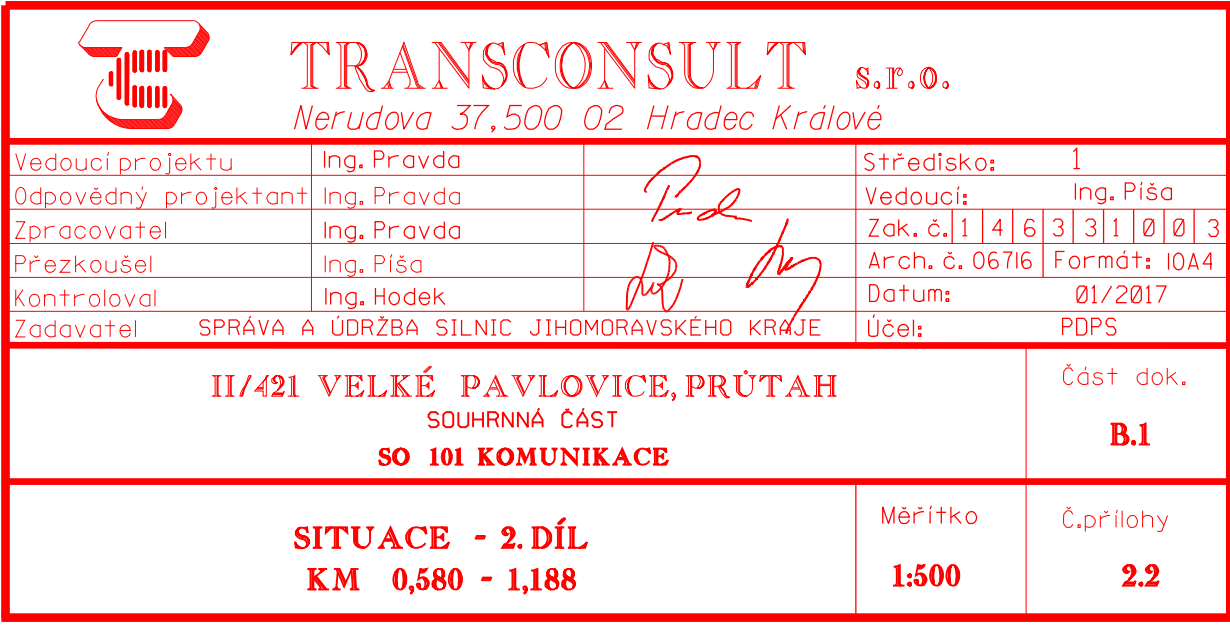 TRANSCONSULT s.r.o.
Nerudova 37,500 02 Hradec Králové
Vedoucí projektu Ing. Pravda Středisko: 1
Odpovědný projektant Ing. Pravda Vedoucí: Ing. Píša
Zpracovatel Ing. Pravda Zak. č. 1 4 6 3 3 1 0 0 3
Přezkoušel Ing. Píša Arch. č. 06716 Formát: 10A4
Kontroloval Ing. Hodek Datum: 01/2017
Zadavatel SPRÁVA A ÚDRŽBA SILNIC JIHOMORAVSKÉHO KRAJE Účel: PDPS
II/421 VELKÉ PAVLOVICE, PRŮTAH Část dok.
SOUHRNNÁ ČÁST
SO 101 KOMUNIKACE B.1
SITUACE - 2. DÍL Měřítko Č.přílohy
KM 0,580 - 1,188 1:500 2.2